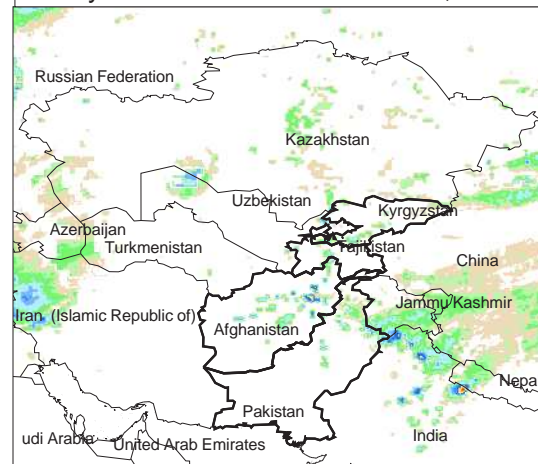 Russian Federation
Kazakhstan
Uzbekistan
Kyrgyzstan
Azerbaijan
Turkmenistan
Tajikistan
China
Jammu Kashmir
Iran (Islamic Republic of)
Afghanistan
Nepa
Pakistan
udi Arabia
United Arab Emirates
India